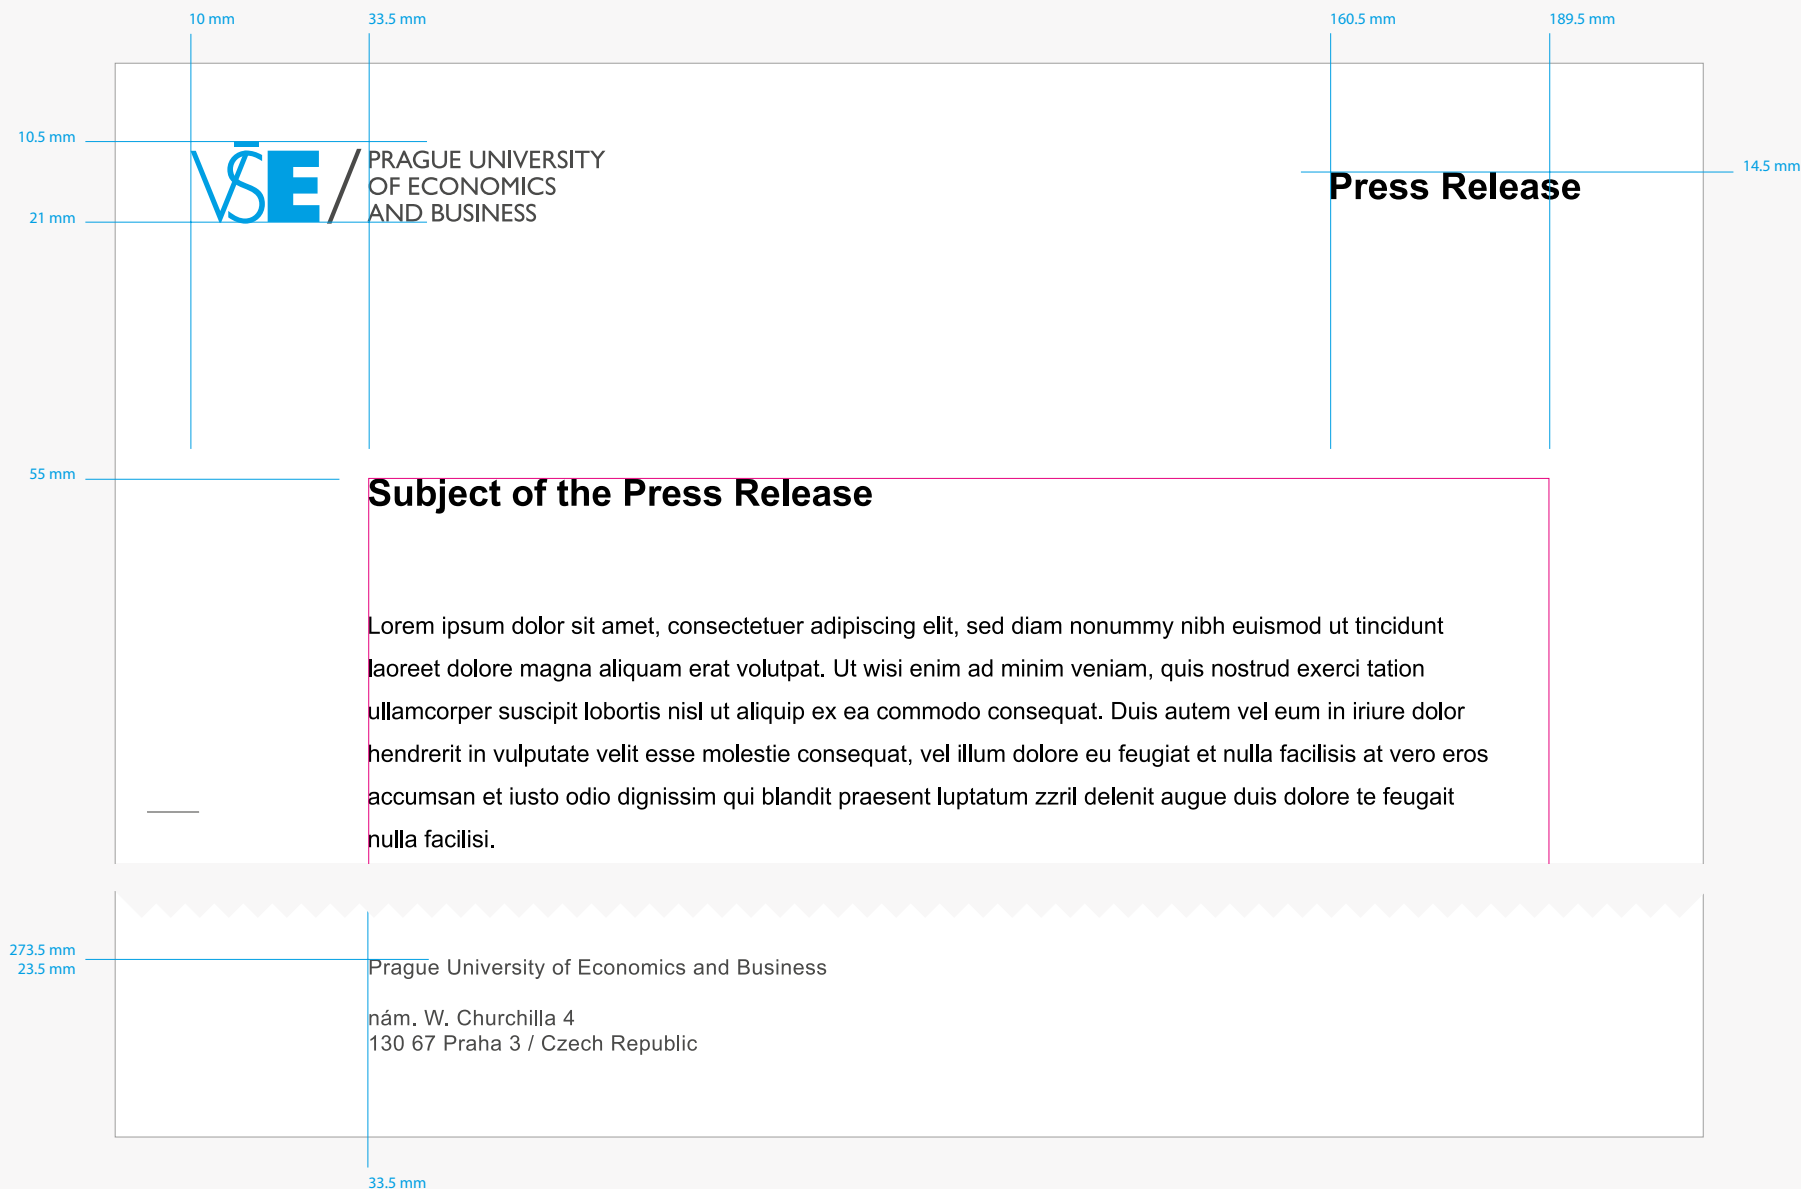 10 mm
33.5 mm
160.5 mm
189.5 mm
10.5 mm
VŠE / PRAGUE UNIVERSITY
OF ECONOMICS
AND BUSINESS
21 mm
Press Release
14.5 mm
55 mm
Subject of the Press Release
Lorem ipsum dolor sit amet, consectetuer adipiscing elit, sed diam nonummy nibh euismod ut tincidunt
laoreet dolore magna aliquam erat volutpat. Ut wisi enim ad minim veniam, quis nostrud exerci tation
ullamcorper suscipit lobortis nisl ut aliquip ex ea commodo consequat. Duis autem vel eum in iriure dolor
hendrerit in vulputate velit esse molestie consequat, vel illum dolore eu feugiat et nulla facilisis at vero eros
accumsan et iusto odio dignissim qui blandit praesent luptatum zzril delenit augue duis dolore te feugait
nulla facilisi.
273.5 mm
23.5 mm
Prague University of Economics and Business
nám. W. Churchilla 4
130 67 Praha 3 / Czech Republic
33.5 mm